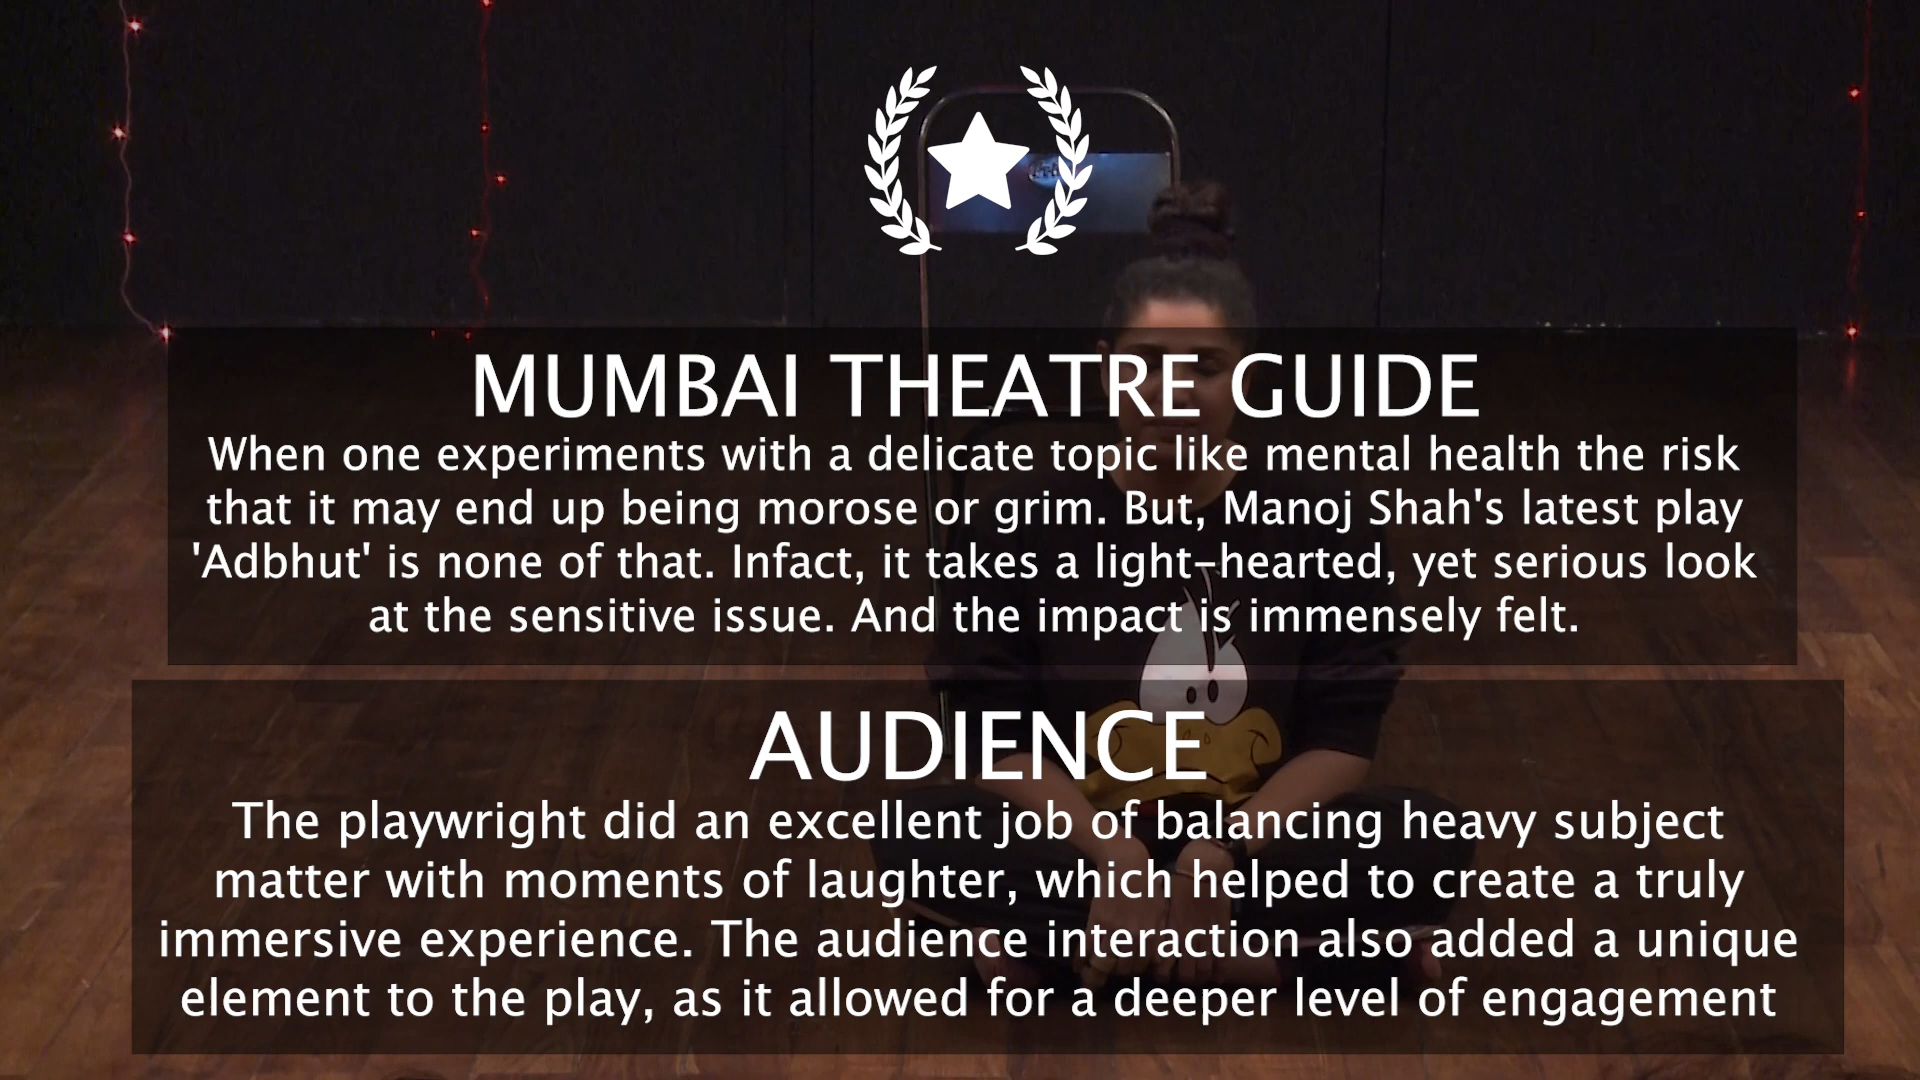 MUMBAI THEATRE GUIDE
When one experiments with a delicate topic like mental health the risk
that it may end up being morose or grim. But, Manoj Shah's latest play
'Adbhut' is none of that. Infact, it takes a light-hearted, yet serious look
at the sensitive issue. And the impact is immensely felt.
AUDIENCE
The playwright did an excellent job of balancing heavy subject
matter with moments of laughter, which helped to create a truly
immersive experience. The audience interaction also added a unique
element to the play, as it allowed for a deeper level of engagement